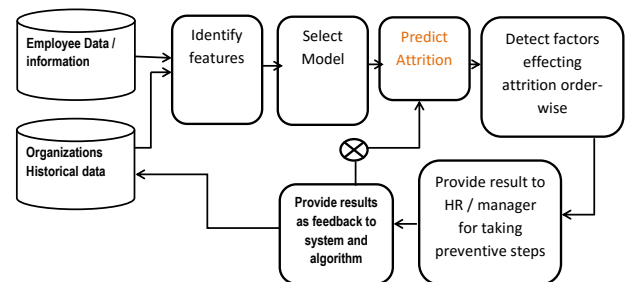 Employee Data /
information
Identify
features
Select
Model
Predict
Attrition
Detect factors
effecting
attrition order-
wise
Organizations
Historical data
Provide results
as feedback to
system and
algorithm
Provide result to
HR / manager
for taking
preventive steps